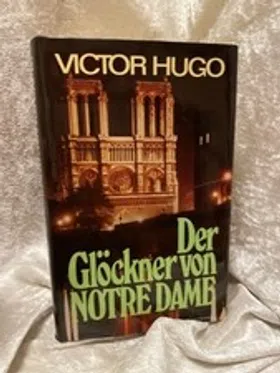 VICTOR HUGO
Der
Glöckner von
NOTRE DAME